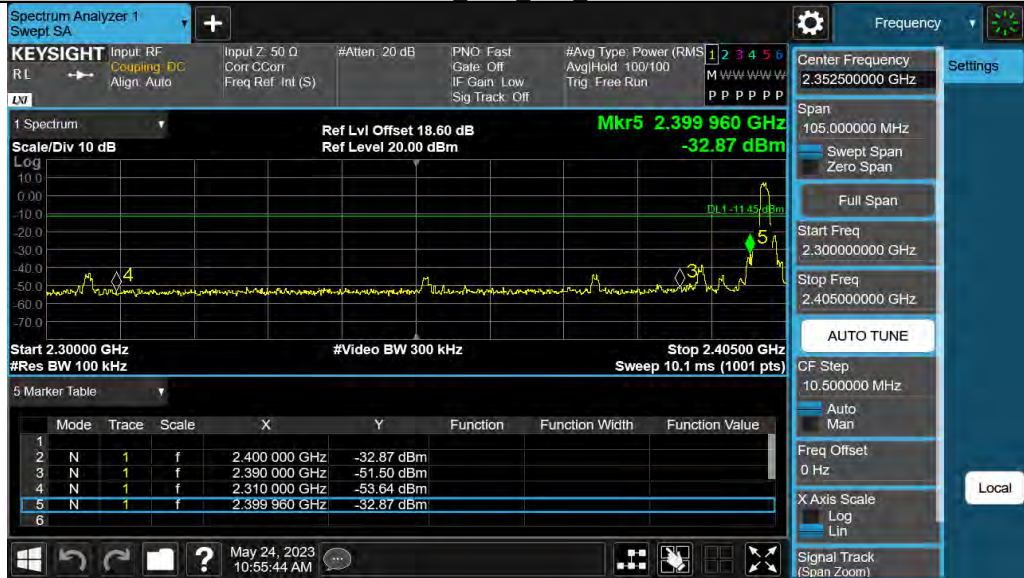 Spectrum Analyzer 1
Swept SA
Frequency
KEYSIGHT
RL
LXI
Input: RF
Coupling: DC
Align: Auto
Input Z: 50 Ω
Corr CCorr
Freq Ref: Int (S)
#Atten: 20 dB
PNO: Fast
Gate: Off
IF Gain: Low
Sig Track: Off
#Avg Type: Power (RMS
Avg|Hold: 100/100
Trig: Free Run
1 2 3 4 5 6
M W W W W W
P P P P P P
1 Spectrum
Scale/Div 10 dB
Ref Lvl Offset 18.60 dB
Ref Level 20.00 dBm
Mkr5 2.399 960 GHz
-32.87 dBm
Log
10.0
0.00
-10.0
-20.0
-30.0
-40.0
-50.0
-60.0
-70.0
DL1 -11.45 dBm
5
4
3
Start 2.30000 GHz
#Res BW 100 kHz
#Video BW 300 kHz
Stop 2.40500 GHz
Sweep 10.1 ms (1001 pts)
5 Marker Table
Mode Trace Scale X Y Function Function Width Function Value
1
2 N 1 f 2.400 000 GHz -32.87 dBm
3 N 1 f 2.390 000 GHz -51.50 dBm
4 N 1 f 2.310 000 GHz -53.64 dBm
5 N 1 f 2.399 960 GHz -32.87 dBm
6
?
May 24, 2023
10:55:44 AM
Center Frequency
2.352500000 GHz
Span
105.000000 MHz
Swept Span
Zero Span
Full Span
Start Freq
2.300000000 GHz
Stop Freq
2.405000000 GHz
AUTO TUNE
CF Step
10.500000 MHz
Auto
Man
Freq Offset
0 Hz
X Axis Scale
Log
Lin
Signal Track
(Span Zoom)
Settings
Local